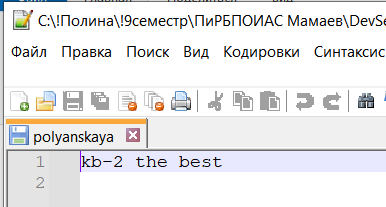 C:\!Полина\!9семестр\ПиРБПОИАС Мамаев\DevSe
Файл Правка Поиск Вид Кодировки Синтаксис
polyanskaya
1 kb-2 the best
2